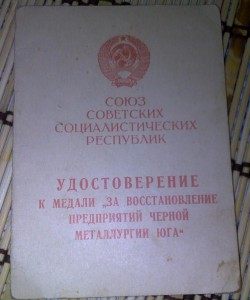 СОЮЗ
СОВЕТСКИХ
СОЦИАЛИСТИЧЕСКИХ
РЕСПУБЛИК
УДОСТОВЕРЕНИЕ
К МЕДАЛИ „ЗА ВОССТАНОВЛЕНИЕ
ПРЕДПРИЯТИЙ ЧЕРНОЙ
МЕТАЛЛУРГИИ ЮГА“